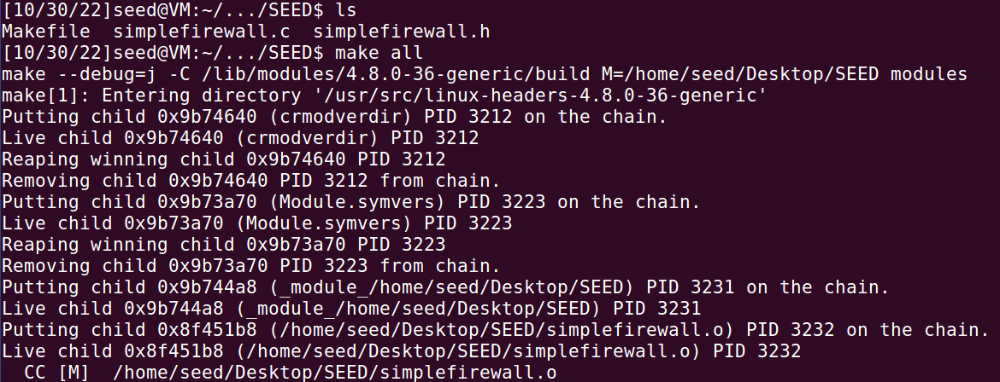 [10/30/22]seed@VM:~/.../SEED$ ls
Makefile  simplefirewall.c  simplefirewall.h
[10/30/22]seed@VM:~/.../SEED$ make all
make --debug=j -C /lib/modules/4.8.0-36-generic/build M=/home/seed/Desktop/SEED modules
make[1]: Entering directory '/usr/src/linux-headers-4.8.0-36-generic'
Putting child 0x9b74640 (crmodverdir) PID 3212 on the chain.
Live child 0x9b74640 (crmodverdir) PID 3212
Reaping winning child 0x9b74640 PID 3212
Removing child 0x9b74640 PID 3212 from chain.
Putting child 0x9b73a70 (Module.symvers) PID 3223 on the chain.
Live child 0x9b73a70 (Module.symvers) PID 3223
Reaping winning child 0x9b73a70 PID 3223
Removing child 0x9b73a70 PID 3223 from chain.
Putting child 0x9b744a8 (_module_/home/seed/Desktop/SEED) PID 3231 on the chain.
Live child 0x9b744a8 (_module_/home/seed/Desktop/SEED) PID 3231
Putting child 0x8f451b8 (/home/seed/Desktop/SEED/simplefirewall.o) PID 3232 on the chain.
Live child 0x8f451b8 (/home/seed/Desktop/SEED/simplefirewall.o) PID 3232
  CC [M]  /home/seed/Desktop/SEED/simplefirewall.o